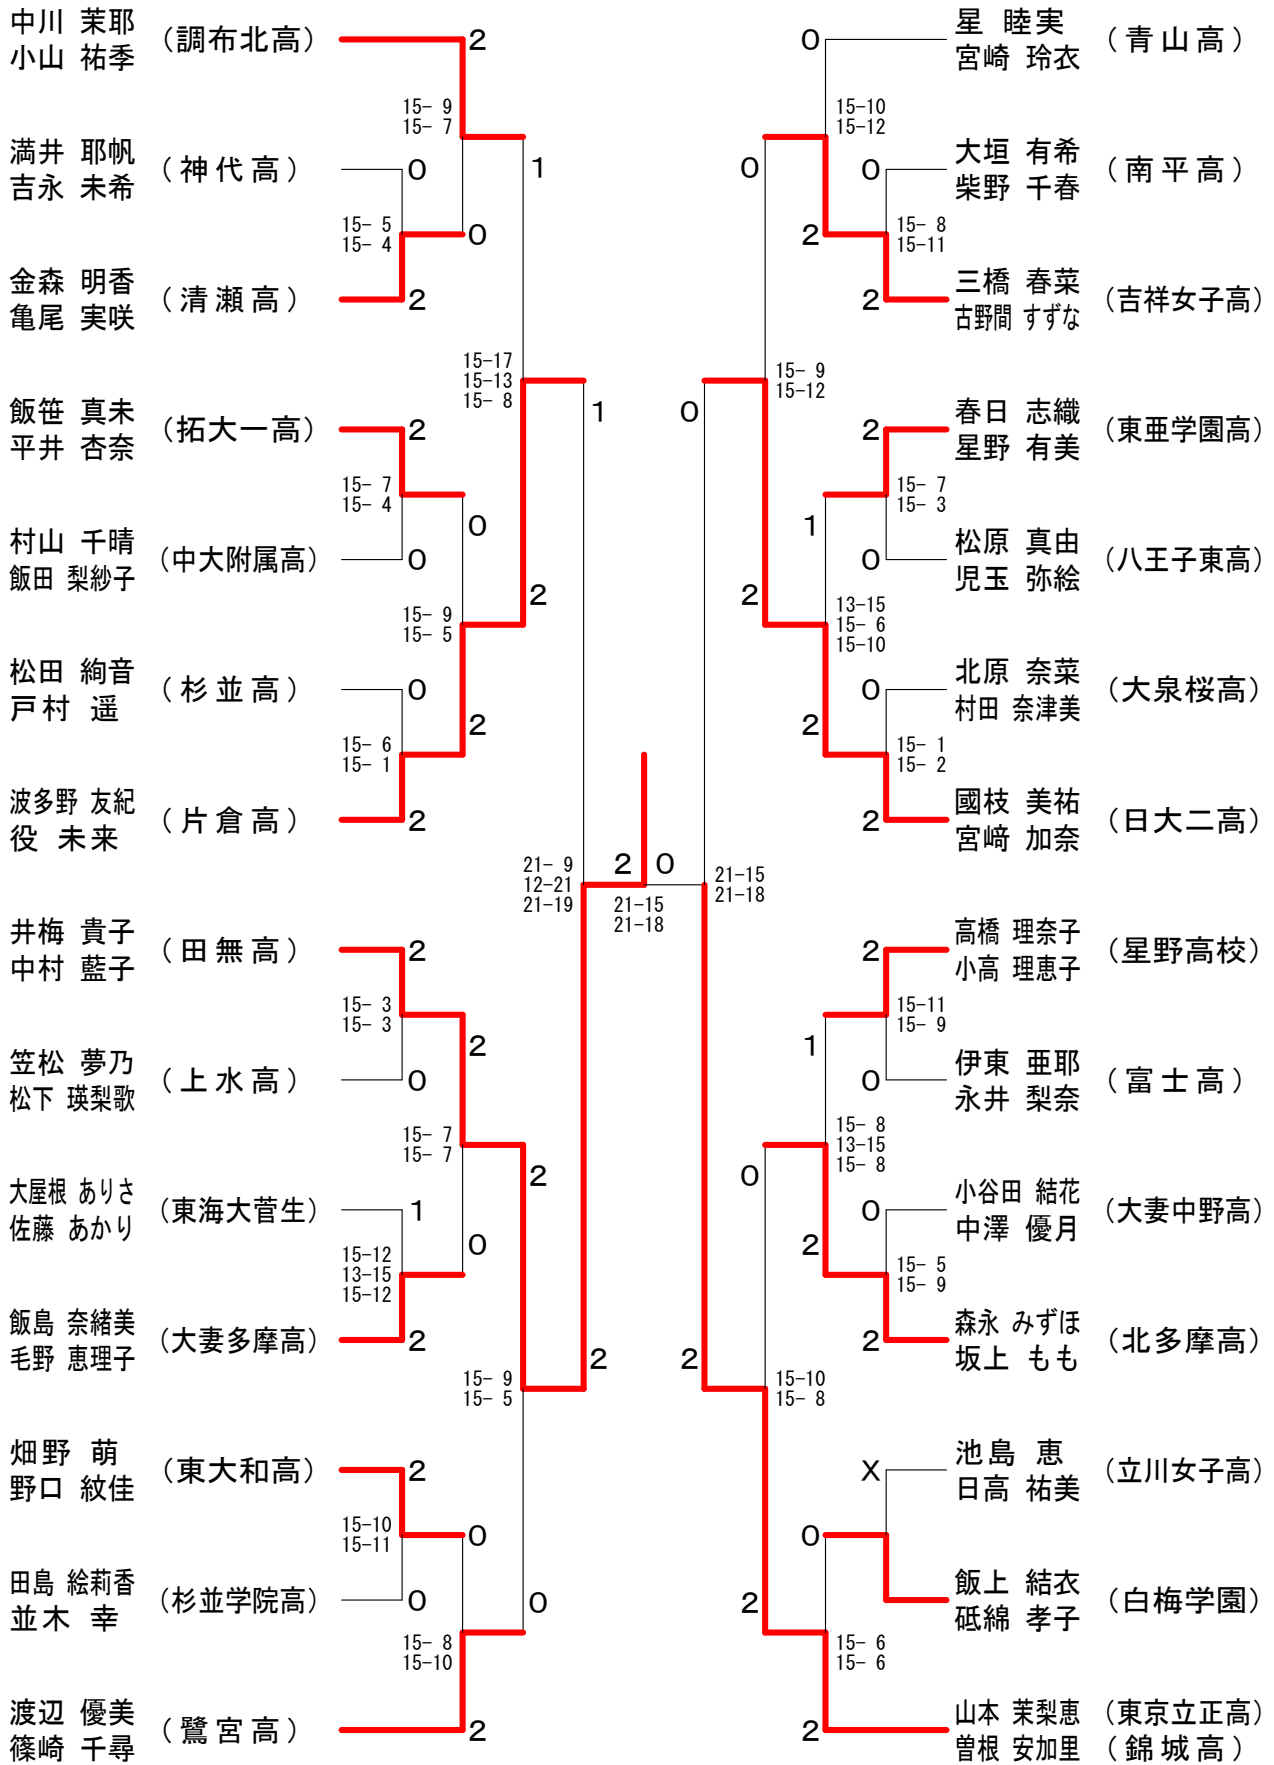 中川 茉耶
小山 祐季
(調布北高)
2
15- 9
15- 7
満井 耶帆
吉永 未希
(神代高)
0
1
15- 5
15- 4
0
金森 明香
亀尾 実咲
(清瀬高)
2
15-17
15-13
15- 8
飯笹 真未
平井 杏奈
(拓大一高)
2
1
15- 7
15- 4
0
村山 千晴
飯田 梨紗子
(中大附属高)
0
2
15- 9
15- 5
松田 絢音
戸村 遥
(杉並高)
0
2
15- 6
15- 1
波多野 友紀
役 未来
(片倉高)
2
21- 9
12-21
21-19
2
0
21-15
21-18
井梅 貴子
中村 藍子
(田無高)
2
15- 3
15- 3
2
笠松 夢乃
松下 瑛梨歌
(上水高)
0
15- 7
15- 7
2
大屋根 ありさ
佐藤 あかり
(東海大菅生)
1
0
15-12
13-15
15-12
飯島 奈緒美
毛野 恵理子
(大妻多摩高)
2
2
15- 9
15- 5
畑野 萌
野口 紋佳
(東大和高)
2
15-10
15-11
0
田島 絵莉香
並木 幸
(杉並学院高)
0
0
15- 8
15-10
渡辺 優美
篠崎 千尋
(鷺宮高)
2
0
星 睦実
宮崎 玲衣
(青山高)
15-10
15-12
0
0
大垣 有希
柴野 千春
(南平高)
2
15- 8
15-11
2
三橋 春菜
古野間 すずな
(吉祥女子高)
15- 9
15-12
0
2
春日 志織
星野 有美
(東亜学園高)
15- 7
15- 3
1
0
松原 真由
児玉 弥絵
(八王子東高)
2
13-15
15- 6
15-10
0
北原 奈菜
村田 奈津美
(大泉桜高)
2
15- 1
15- 2
2
國枝 美祐
宮﨑 加奈
(日大二高)
21-15
21-18
2
高橋 理奈子
小高 理恵子
(星野高校)
15-11
15- 9
1
0
伊東 亜耶
永井 梨奈
(富士高)
15- 8
13-15
15- 8
0
0
小谷田 結花
中澤 優月
(大妻中野高)
2
15- 5
15- 9
2
森永 みずほ
坂上 もも
(北多摩高)
2
15-10
15- 8
X
池島 恵
日高 祐美
(立川女子高)
0
2
飯上 結衣
砥綿 孝子
(白梅学園)
15- 6
15- 6
2
山本 茉梨恵
曽根 安加里
(東京立正高)
(錦城高)